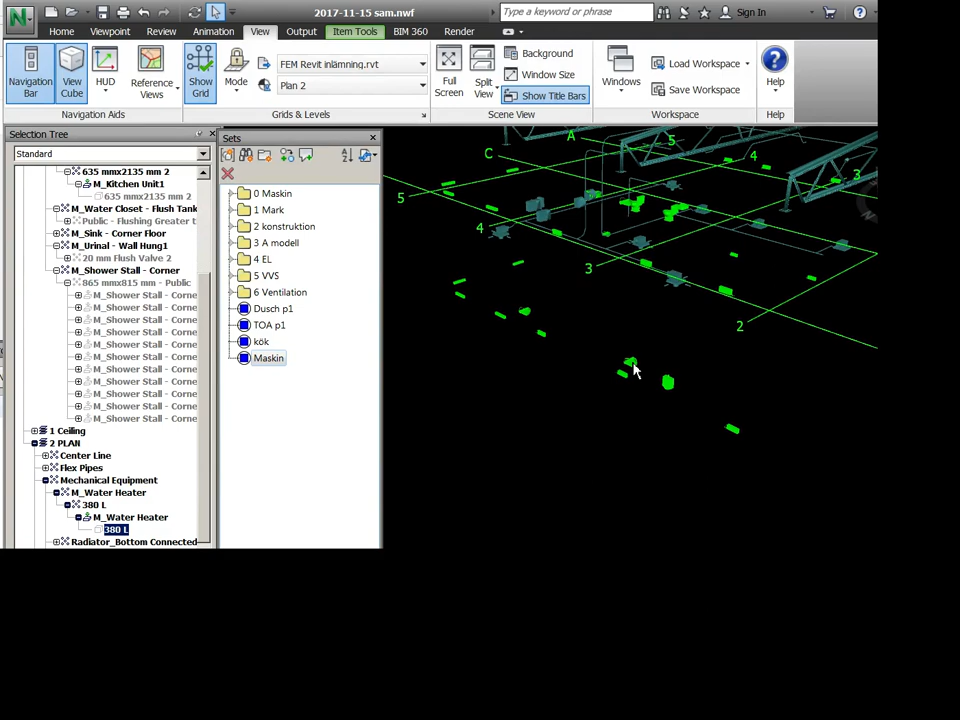 2017-11-15 sam.nwf
Type a keyword or phrase
Sign In
Home
Viewpoint
Review
Animation
View
Output
Item Tools
BIM 360
Render
Navigation Bar
View Cube
HUD
Reference Views
Show Grid
Mode
FEM Revit inlämning.rvt
Plan 2
Full Screen
Split View
Background
Window Size
Show Title Bars
Windows
Load Workspace
Save Workspace
Help
Navigation Aids
Grids & Levels
Scene View
Workspace
Help
Selection Tree
Standard
635 mmx2135 mm 2
M_Kitchen Unit1
635 mmx2135 mm 2
M_Water Closet - Flush Tank
Public - Flushing Greater t
M_Sink - Corner Floor
M_Urinal - Wall Hung1
20 mm Flush Valve 2
M_Shower Stall - Corner
865 mmx815 mm - Public
M_Shower Stall - Corne
M_Shower Stall - Corne
M_Shower Stall - Corne
M_Shower Stall - Corne
M_Shower Stall - Corne
M_Shower Stall - Corne
M_Shower Stall - Corne
M_Shower Stall - Corne
M_Shower Stall - Corne
M_Shower Stall - Corne
M_Shower Stall - Corne
1 Ceiling
2 PLAN
Center Line
Flex Pipes
Mechanical Equipment
M_Water Heater
380 L
M_Water Heater
380 L
Radiator_Bottom Connected
Sets
0 Maskin
1 Mark
2 konstruktion
3 A modell
4 EL
5 VVS
6 Ventilation
Dusch p1
TOA p1
kök
Maskin
A
5
C
4
3
5
4
3
2